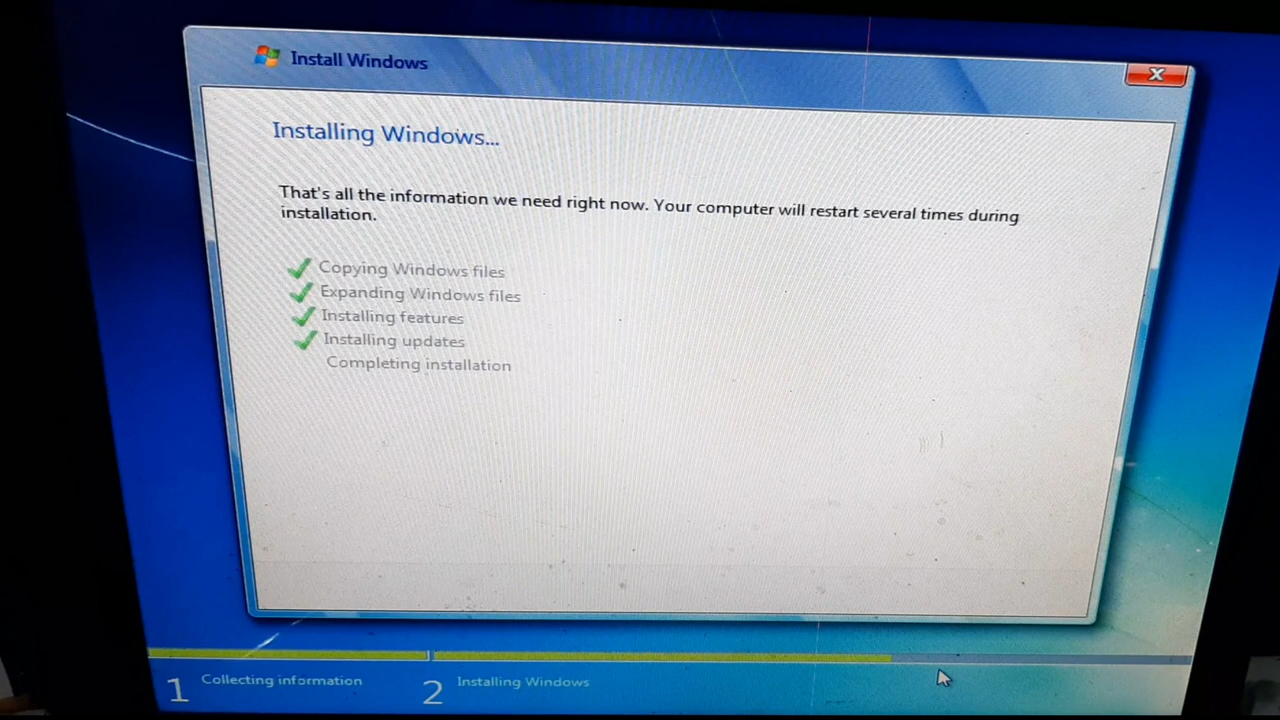 Install Windows
Installing Windows...
That's all the information we need right now. Your computer will restart several times during
installation.
Copying Windows files
Expanding Windows files
Installing features
Installing updates
Completing installation
1 Collecting information
2 Installing Windows